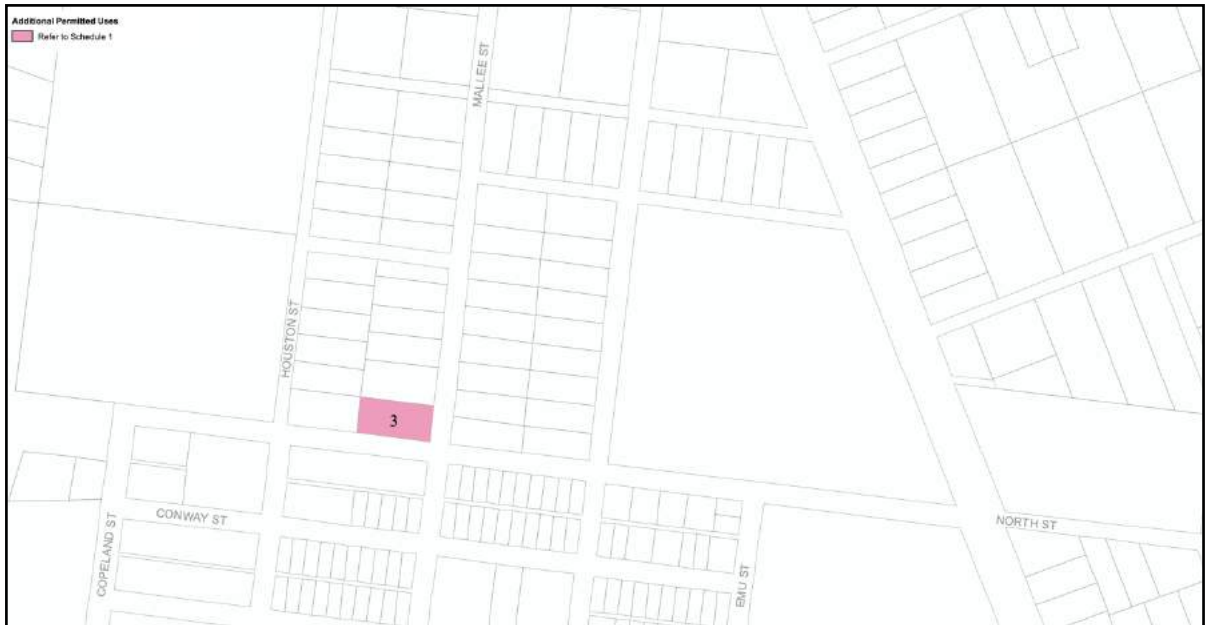 Additional Permitted Uses
Refer to Schedule 1
MALLEE ST
HOUSTON ST
3
CONWAY ST
COPELAND ST
NORTH ST
EMU ST